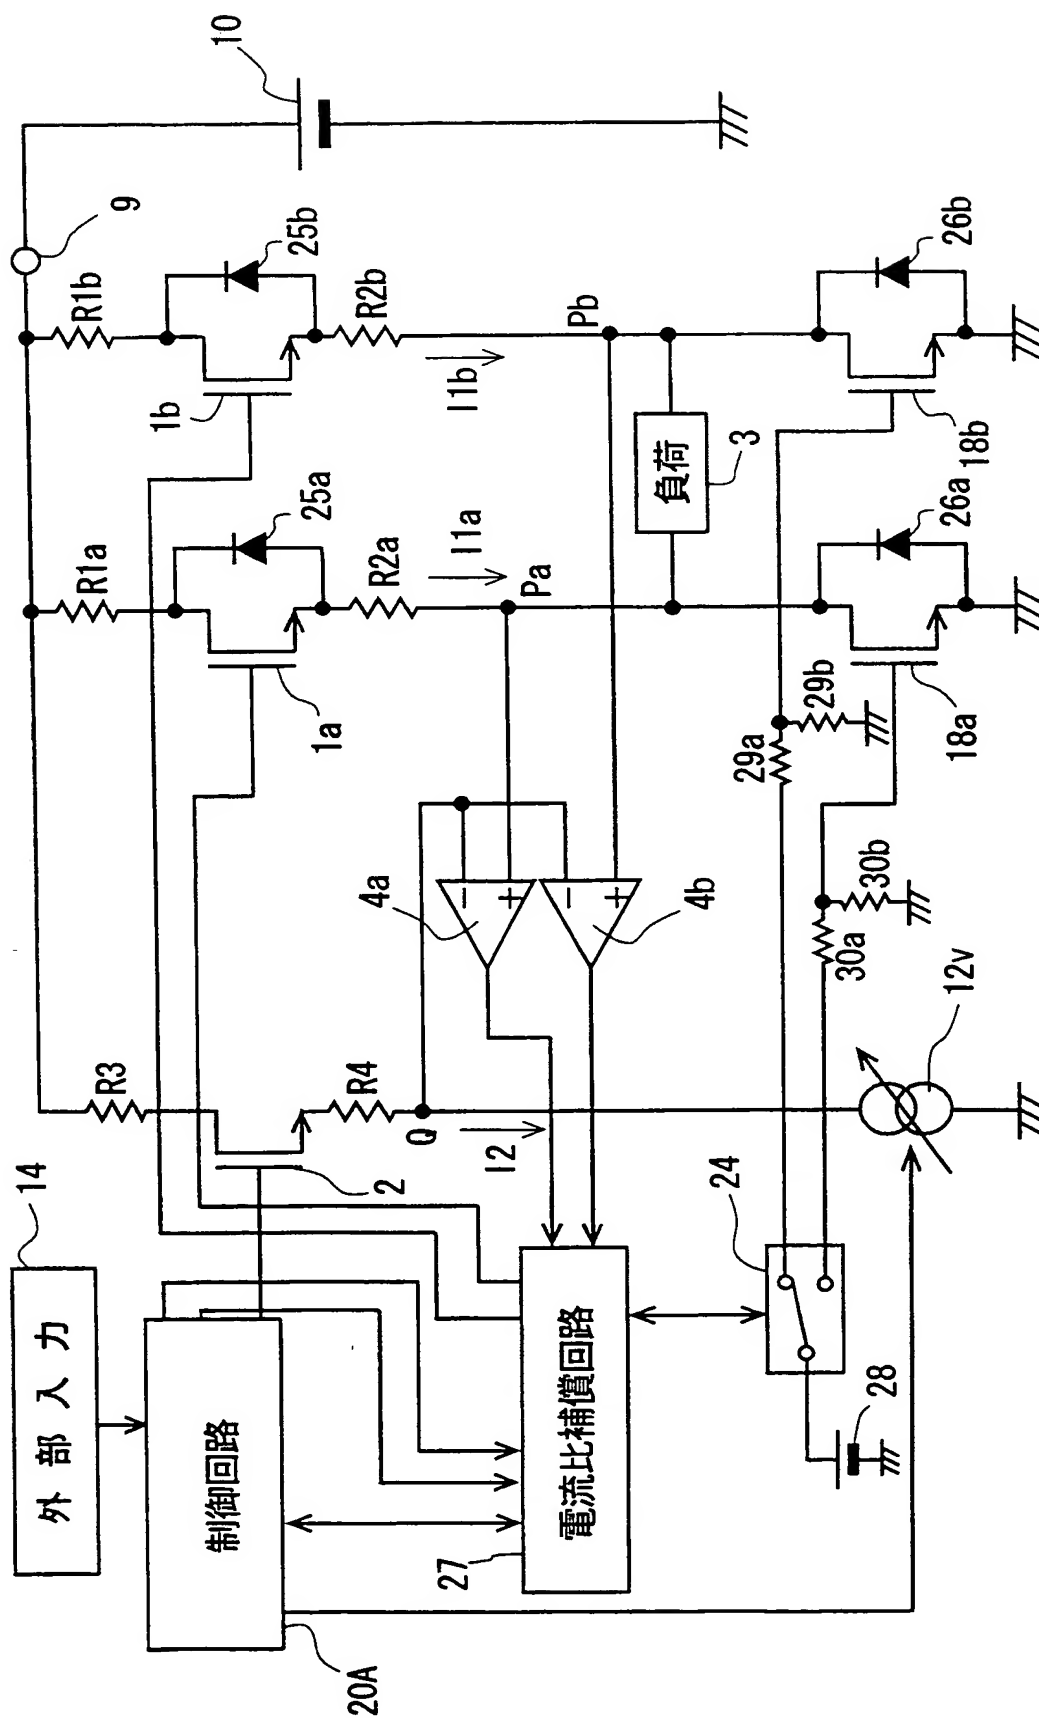 14
外部入力
20A
制御回路
27
電流比補償回路
28
24
12v
2
R3
R4
Q
I2
4a
－
＋
4b
－
＋
30a
30b
29a
29b
18a
18b
1a
R1a
25a
R2a
I1a
Pa
負荷
3
26a
1b
R1b
25b
R2b
I1b
Pb
26b
9
10